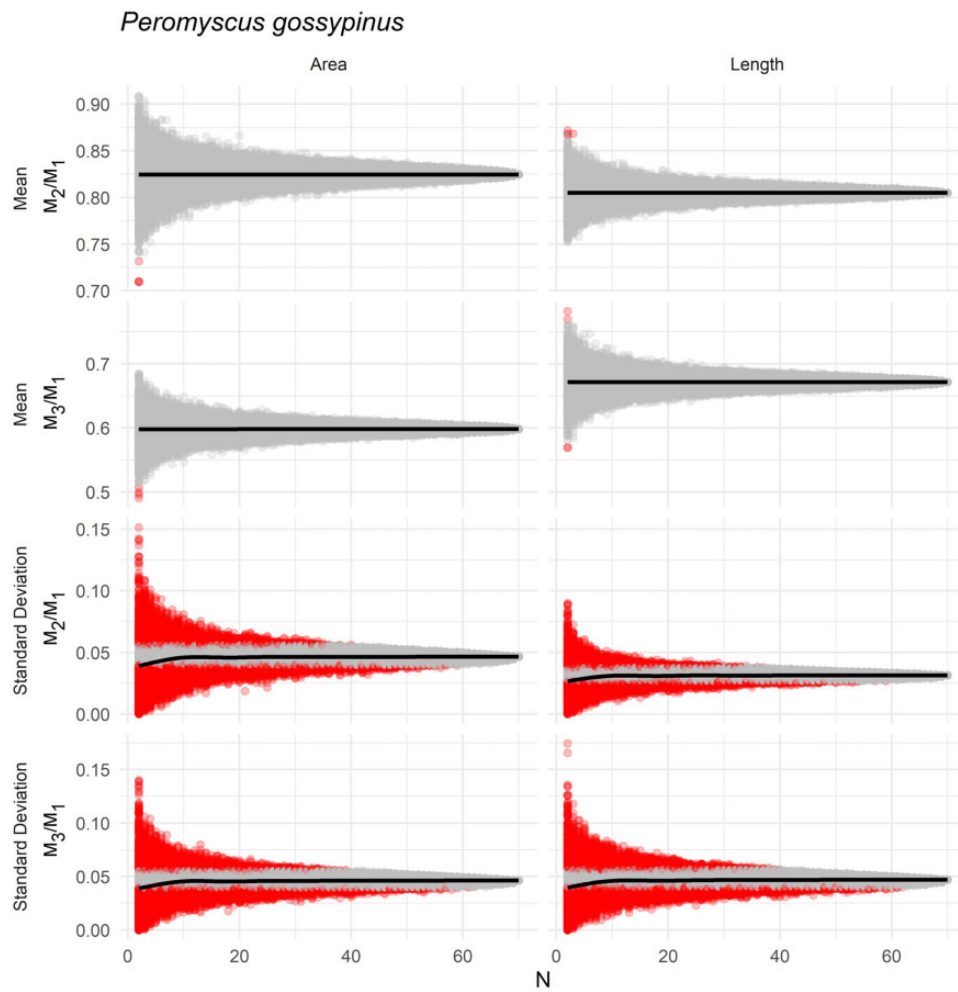 Peromyscus gossypinus
Area
Length
Mean
M₂/M₁
0.90
0.85
0.80
0.75
0.70
Mean
M₃/M₁
0.7
0.6
0.5
Standard Deviation
M₂/M₁
0.15
0.10
0.05
0.00
Standard Deviation
M₃/M₁
0.15
0.10
0.05
0.00
0 20 40 60
0 20 40 60
N